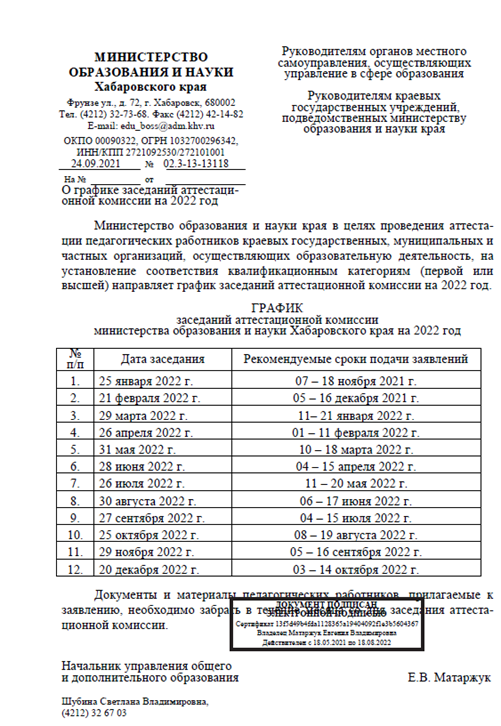 МИНИСТЕРСТВО
ОБРАЗОВАНИЯ И НАУКИ
Хабаровского края
Фрунзе ул., д. 72, г. Хабаровск, 680002
Тел. (4212) 32-73-68. Факс (4212) 42-14-82
E-mail: edu_boss@adm.khv.ru
ОКПО 00090322, ОГРН 1032700296342,
ИНН/КПП 2721092530/272101001
24.09.2021 № 02.3-13-13118
На № от
О графике заседаний аттестаци-
онной комиссии на 2022 год
Руководителям органов местного
самоуправления, осуществляющих
управление в сфере образования
Руководителям краевых
государственных учреждений,
подведомственных министерству
образования и науки края
Министерство образования и науки края в целях проведения аттеста-
ции педагогических работников краевых государственных, муниципальных и
частных организаций, осуществляющих образовательную деятельность, на
установление соответствия квалификационным категориям (первой или
высшей) направляет график заседаний аттестационной комиссии на 2022 год.
ГРАФИК
заседаний аттестационной комиссии
министерства образования и науки Хабаровского края на 2022 год
№ п/п Дата заседания Рекомендуемые сроки подачи заявлений
1. 25 января 2022 г. 07 – 18 ноября 2021 г.
2. 21 февраля 2022 г. 05 – 16 декабря 2021 г.
3. 29 марта 2022 г. 11– 21 января 2022 г.
4. 26 апреля 2022 г. 01 – 11 февраля 2022 г.
5. 31 мая 2022 г. 10 – 18 марта 2022 г.
6. 28 июня 2022 г. 04 – 15 апреля 2022 г.
7. 26 июля 2022 г. 11 – 20 мая 2022 г.
8. 30 августа 2022 г. 06 – 17 июня 2022 г.
9. 27 сентября 2022 г. 04 – 15 июля 2022 г.
10. 25 октября 2022 г. 08 – 19 августа 2022 г.
11. 29 ноября 2022 г. 05 – 16 сентября 2022 г.
12. 20 декабря 2022 г. 03 – 14 октября 2022 г.
Документы и материалы педагогических работников, прилагаемые к
заявлению, необходимо забрать в течение со дня заседания аттеста-
ционной комиссии.
ДОКУМЕНТ ПОДПИСАН
ЭЛЕКТРОННОЙ ПОДПИСЬЮ
Сертификат 13f5d49b4fda1128365a19404092f1e3b5604367
Владелец Матаржук Евгения Владимировна
Действителен с 18.05.2021 по 18.08.2022
Начальник управления общего
и дополнительного образования Е.В. Матаржук
Шубина Светлана Владимировна,
(4212) 32 67 03